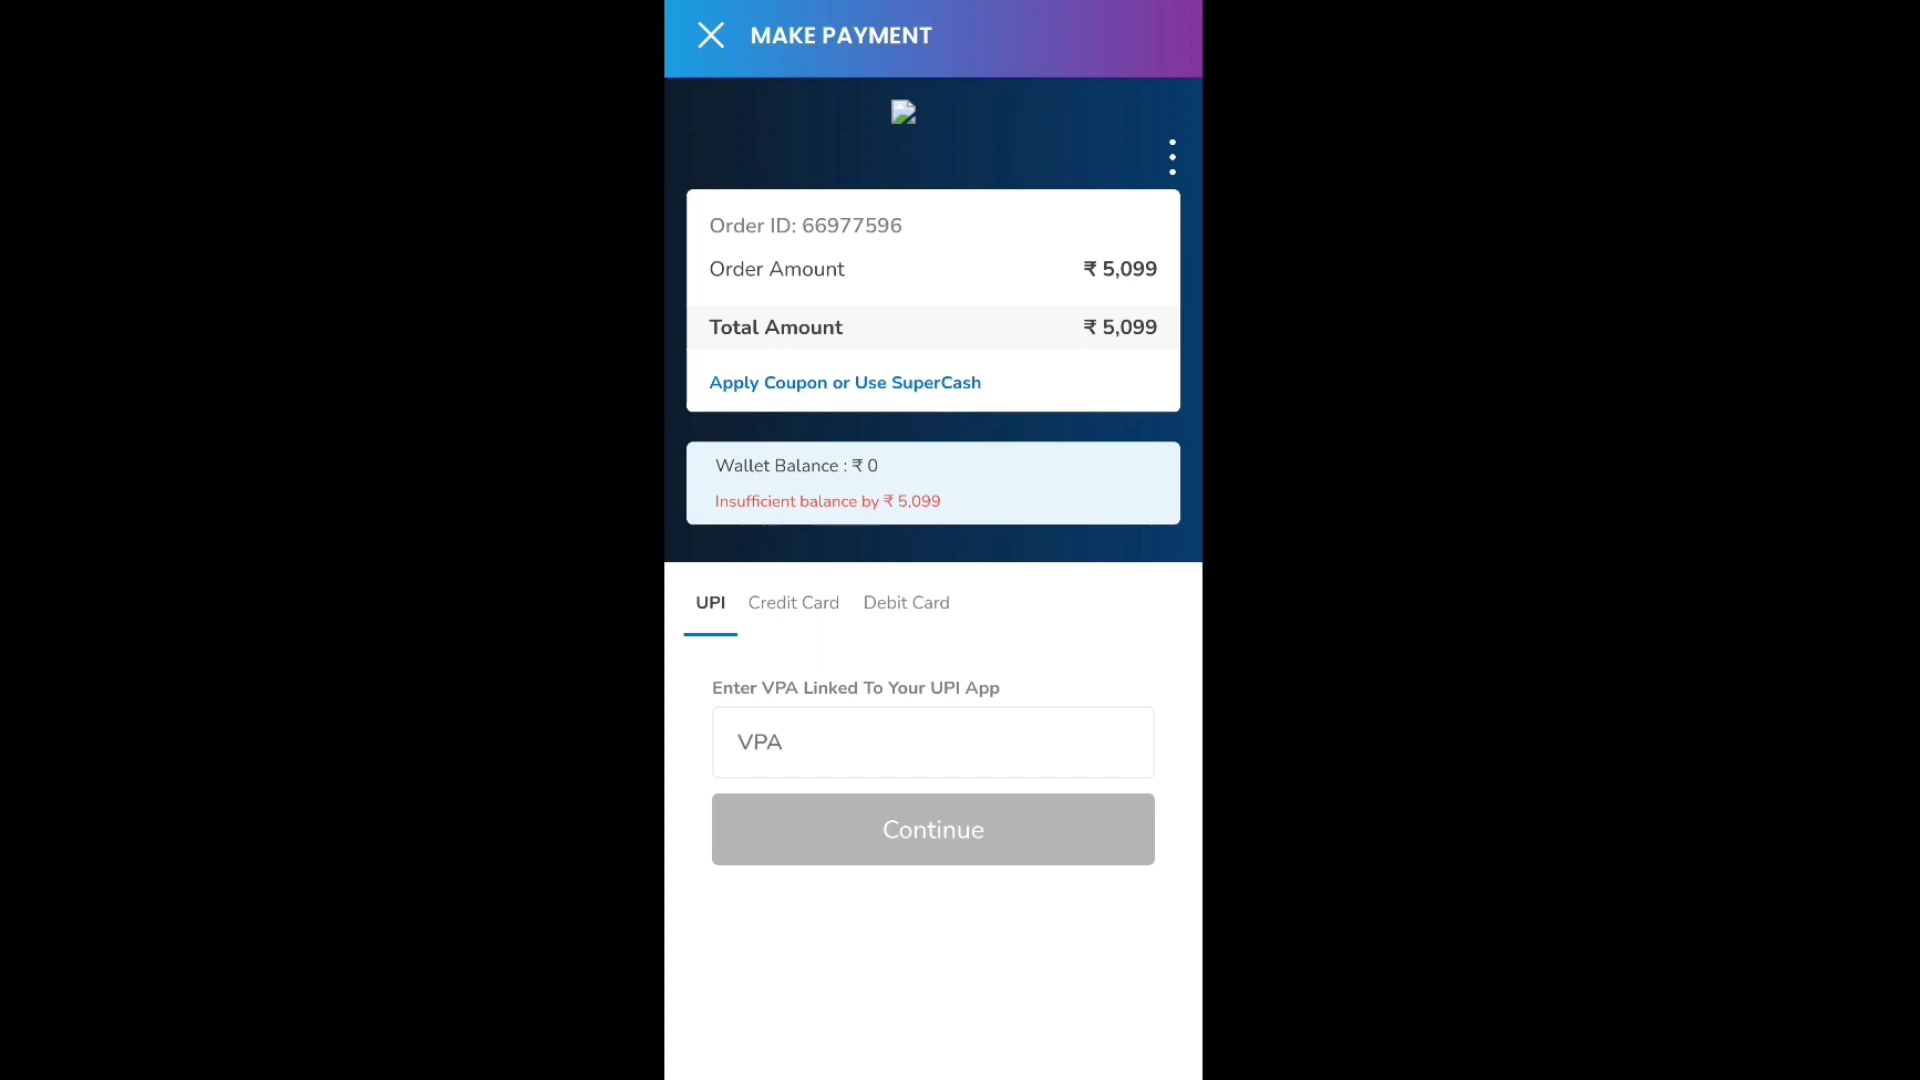 MAKE PAYMENT
Order ID: 66977596
Order Amount ₹ 5,099
Total Amount ₹ 5,099
Apply Coupon or Use SuperCash
Wallet Balance : ₹ 0
Insufficient balance by ₹ 5,099
UPI Credit Card Debit Card
Enter VPA Linked To Your UPI App
VPA
Continue